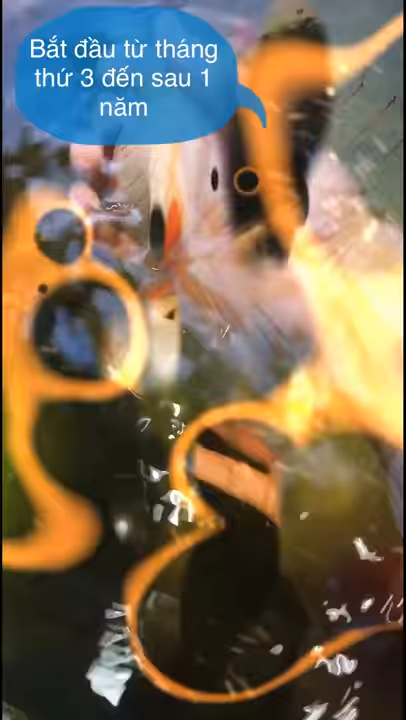 Bắt đầu từ tháng
thứ 3 đến sau 1
năm